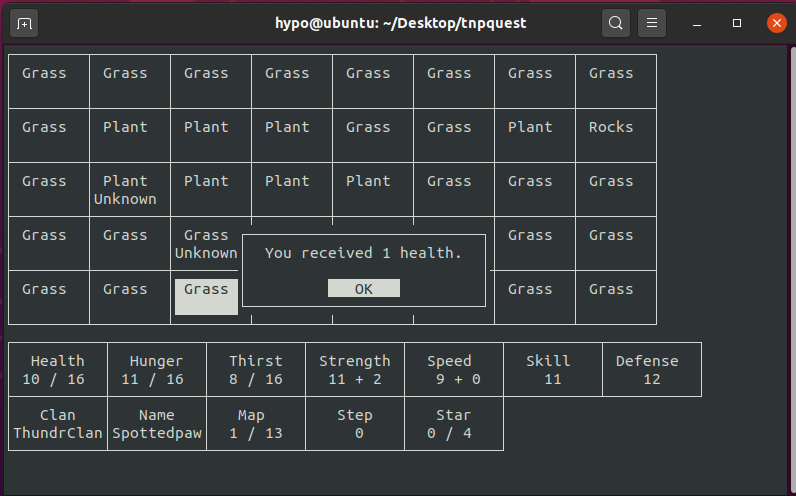 hypo@ubuntu: ~/Desktop/tnpquest
Grass Grass Grass Grass Grass Grass Grass Grass
Grass Plant Plant Plant Grass Grass Plant Rocks
Grass Plant Plant Plant Plant Grass Grass Grass
Unknown
Grass Grass Grass Grass Grass
Unknown
You received 1 health.
Grass Grass Grass Grass Grass
OK
Health Hunger Thirst Strength Speed Skill Defense
10 / 16 11 / 16 8 / 16 11 + 2 9 + 0 11 12
Clan Name Map Step Star
ThundrClan Spottedpaw 1 / 13 0 0 / 4